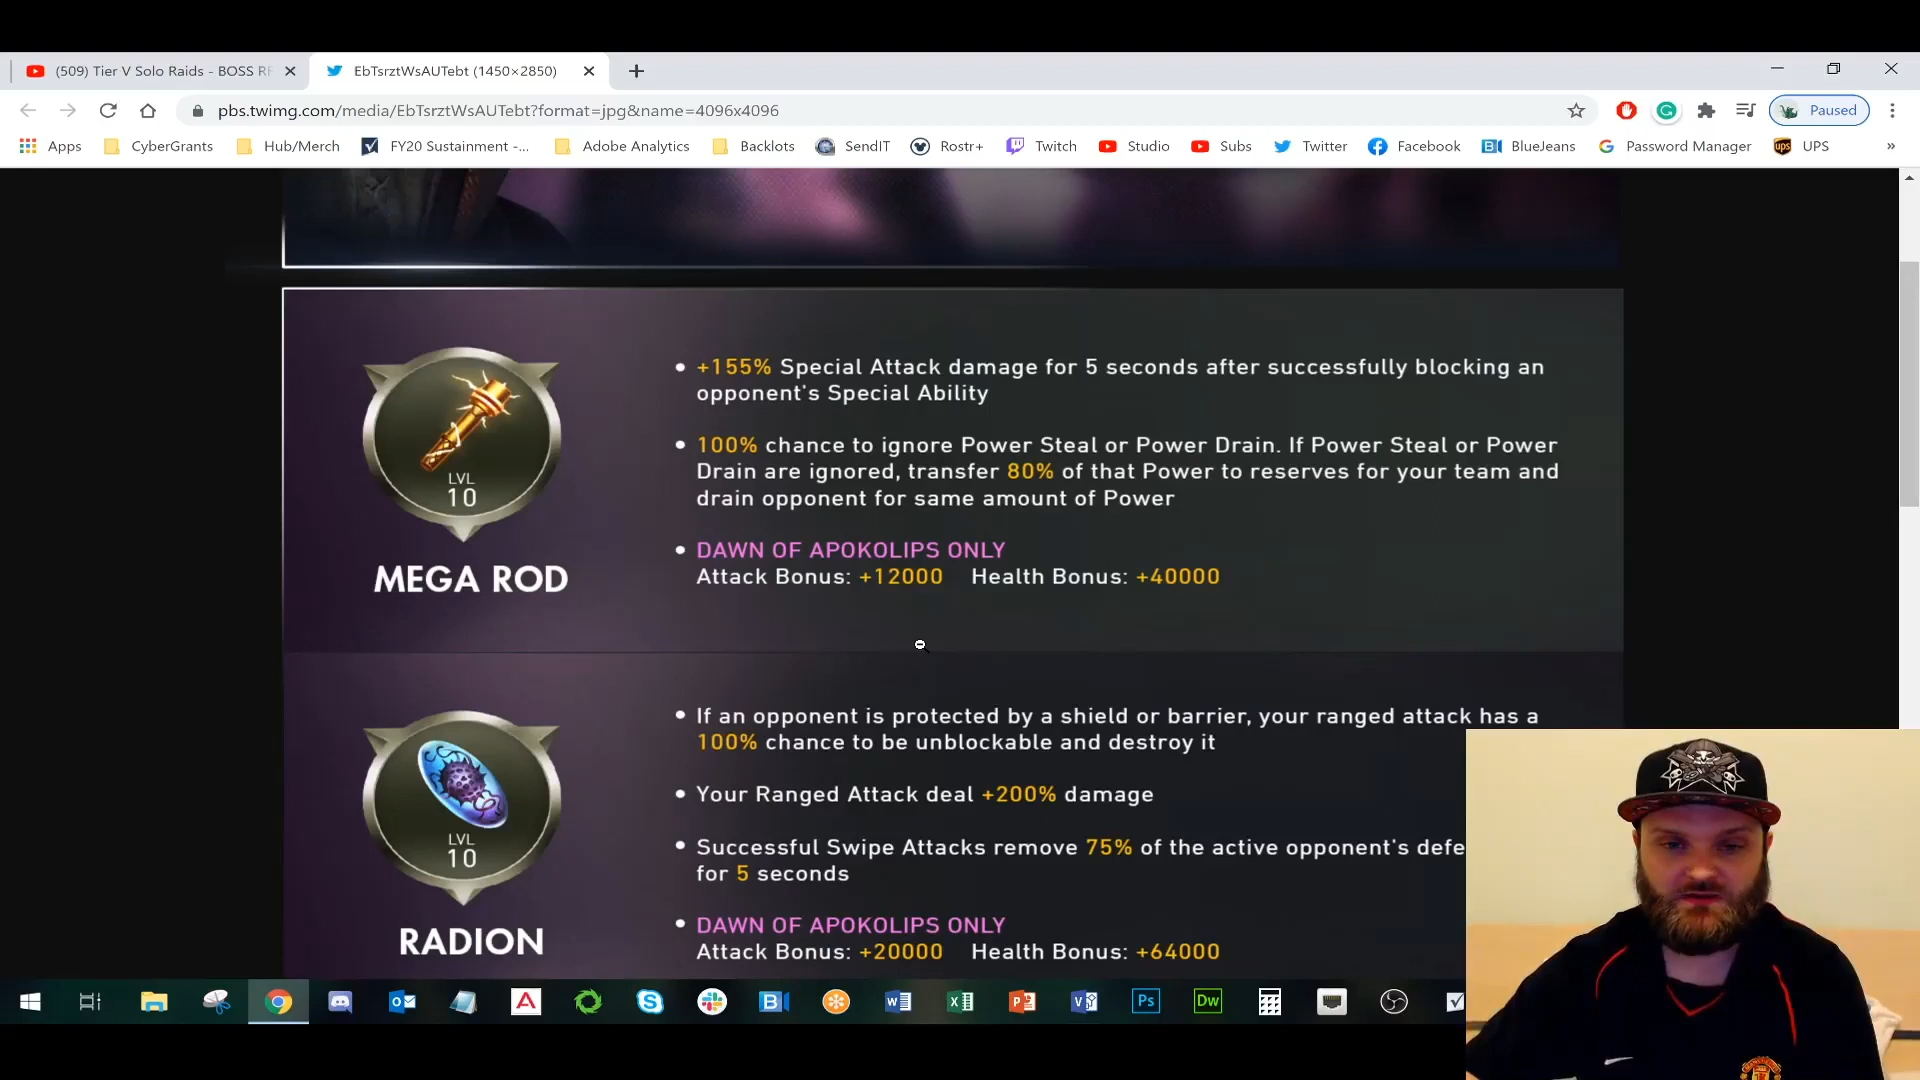 (509) Tier V Solo Raids - BOSS
EbTsrztWsAUTebt (1450×2850)
pbs.twimg.com/media/EbTsrztWsAUTebt?format=jpg&name=4096x4096
Paused
Apps
CyberGrants
Hub/Merch
FY20 Sustainment -...
Adobe Analytics
Backlots
SendIT
Rostr+
Twitch
Studio
Subs
Twitter
Facebook
BlueJeans
Password Manager
UPS
»
LVL
10
MEGA ROD
• +155% Special Attack damage for 5 seconds after successfully blocking an
opponent's Special Ability
• 100% chance to ignore Power Steal or Power Drain. If Power Steal or Power
Drain are ignored, transfer 80% of that Power to reserves for your team and
drain opponent for same amount of Power
• DAWN OF APOKOLIPS ONLY
Attack Bonus: +12000 Health Bonus: +40000
LVL
10
RADION
• If an opponent is protected by a shield or barrier, your ranged attack has a
100% chance to be unblockable and destroy it
• Your Ranged Attack deal +200% damage
• Successful Swipe Attacks remove 75% of the active opponent's defe
for 5 seconds
• DAWN OF APOKOLIPS ONLY
Attack Bonus: +20000 Health Bonus: +64000
Ps
Dw